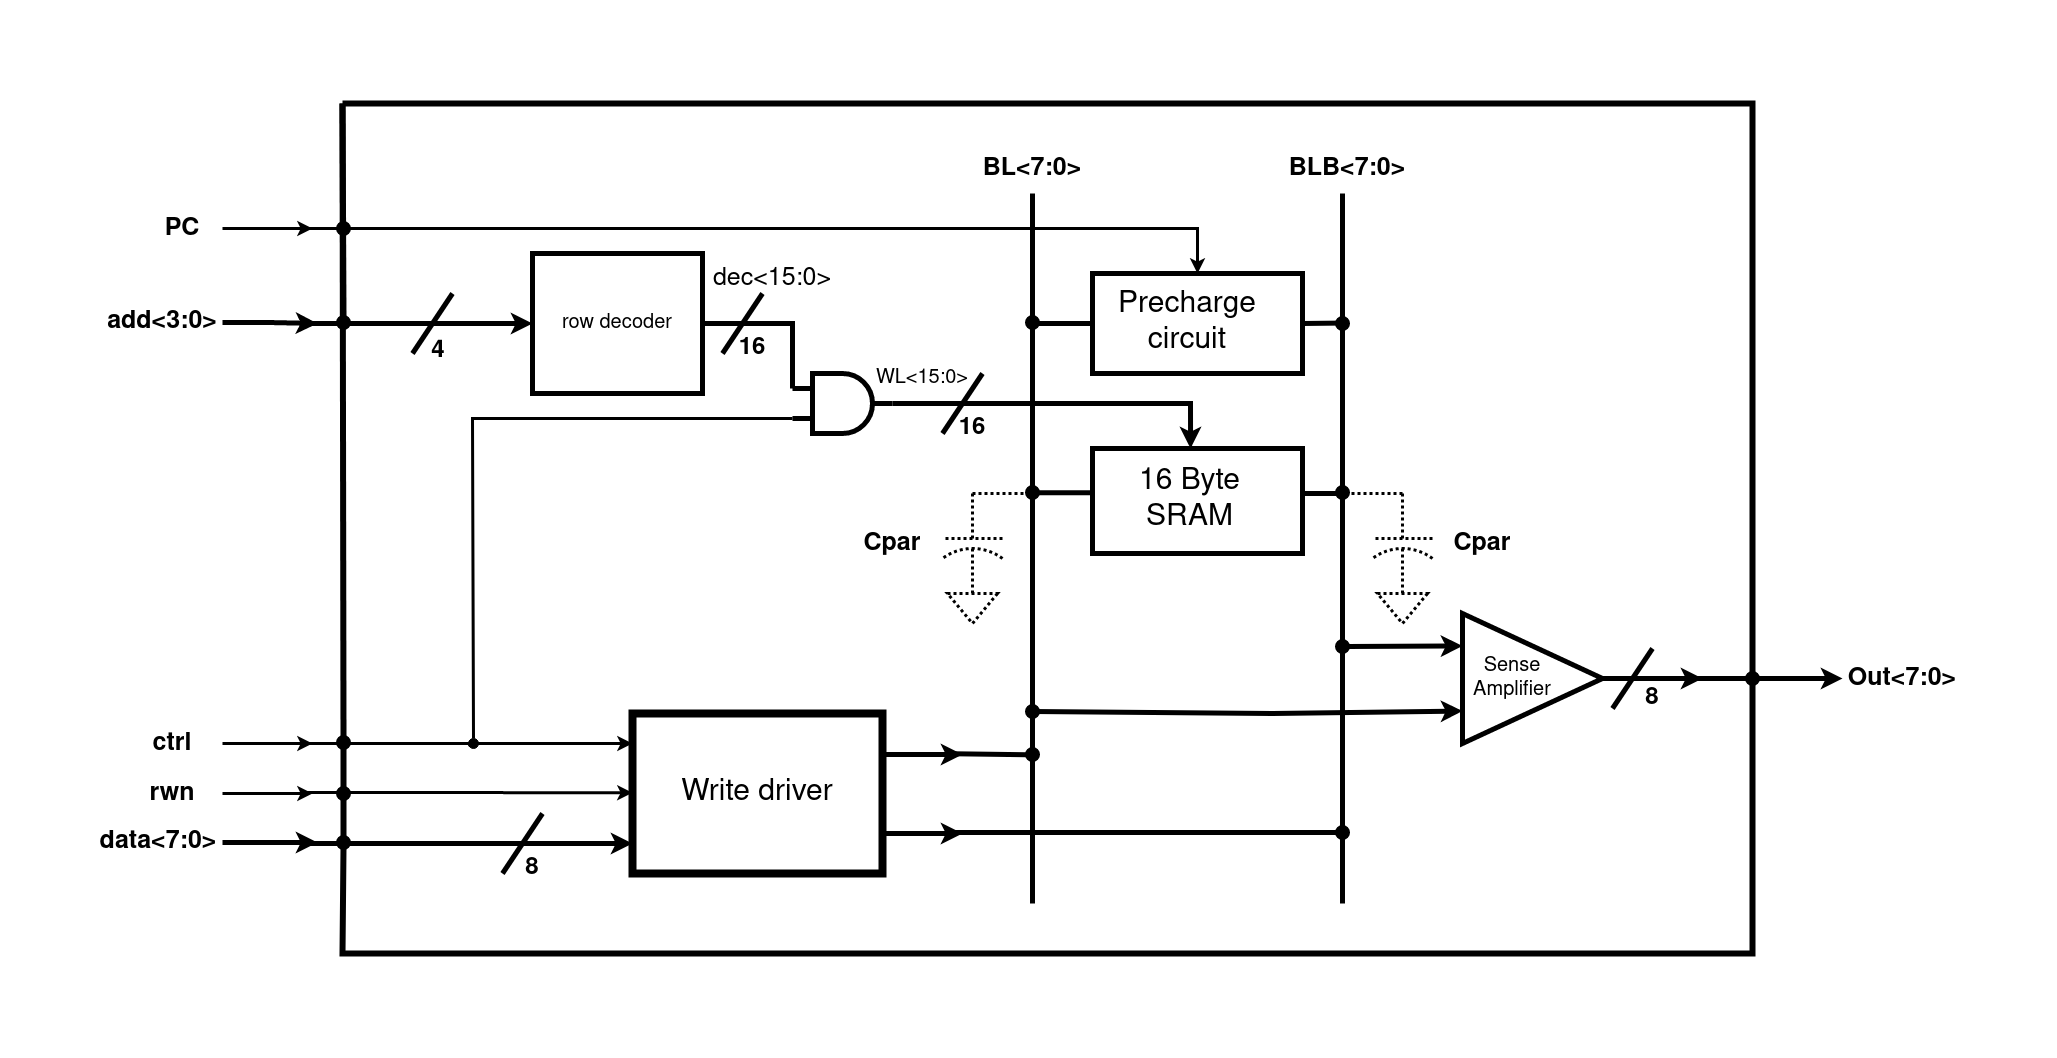 BL<7:0>
BLB<7:0>
PC
dec<15:0>
Precharge
circuit
add<3:0>
row decoder
4
16
WL<15:0>
16
16 Byte
SRAM
Cpar
Cpar
Sense
Amplifier
Out<7:0>
8
ctrl
rwn
Write driver
data<7:0>
8